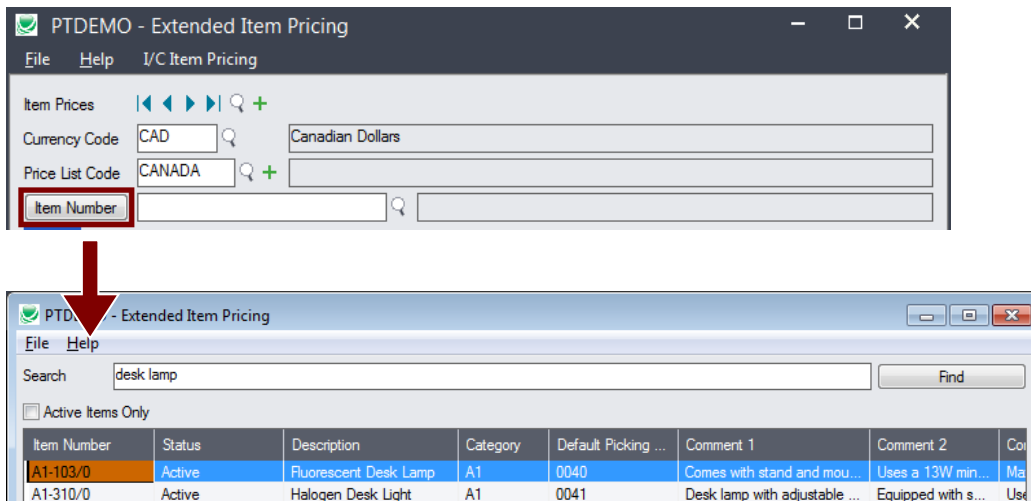 PTDEMO - Extended Item Pricing
File Help I/C Item Pricing
Item Prices
Currency Code CAD Canadian Dollars
Price List Code CANADA
Item Number
- Extended Item Pricing
File Help
Search desk lamp Find
Active Items Only
Item Number Status Description Category Default Picking ... Comment 1 Comment 2
A1-103/0 Active Fluorescent Desk Lamp A1 0040 Comes with stand and mou... Uses a 13W min...
A1-310/0 Active Halogen Desk Light A1 0041 Desk lamp with adjustable ... Equipped with s...